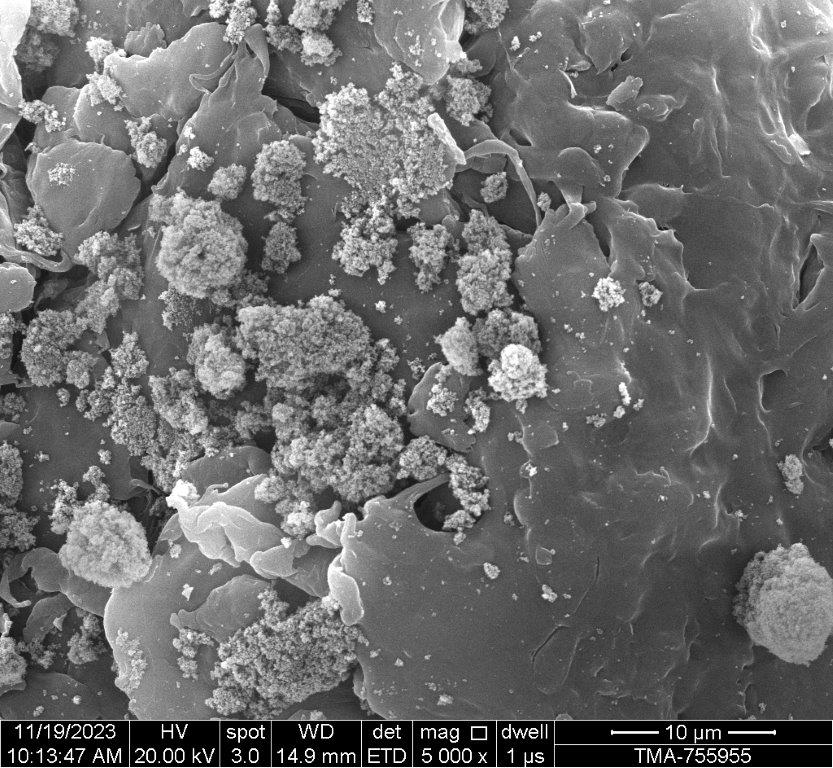 11/19/2023 HV spot WD det mag □ dwell
10:13:47 AM 20.00 kV 3.0 14.9 mm ETD 5 000 x 1 µs
10 µm
TMA-755955